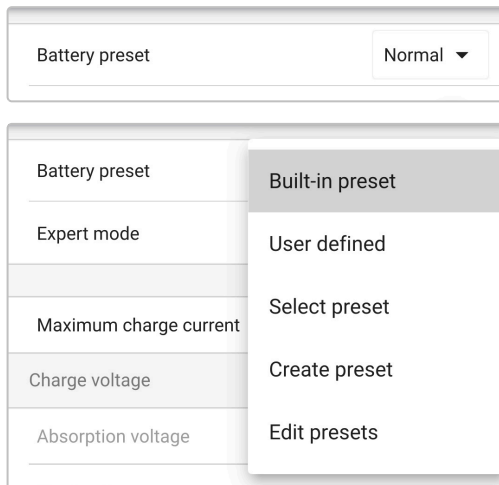 Battery preset Normal
Battery preset
Built-in preset
Expert mode
User defined
Select preset
Maximum charge current
Create preset
Charge voltage
Absorption voltage
Edit presets